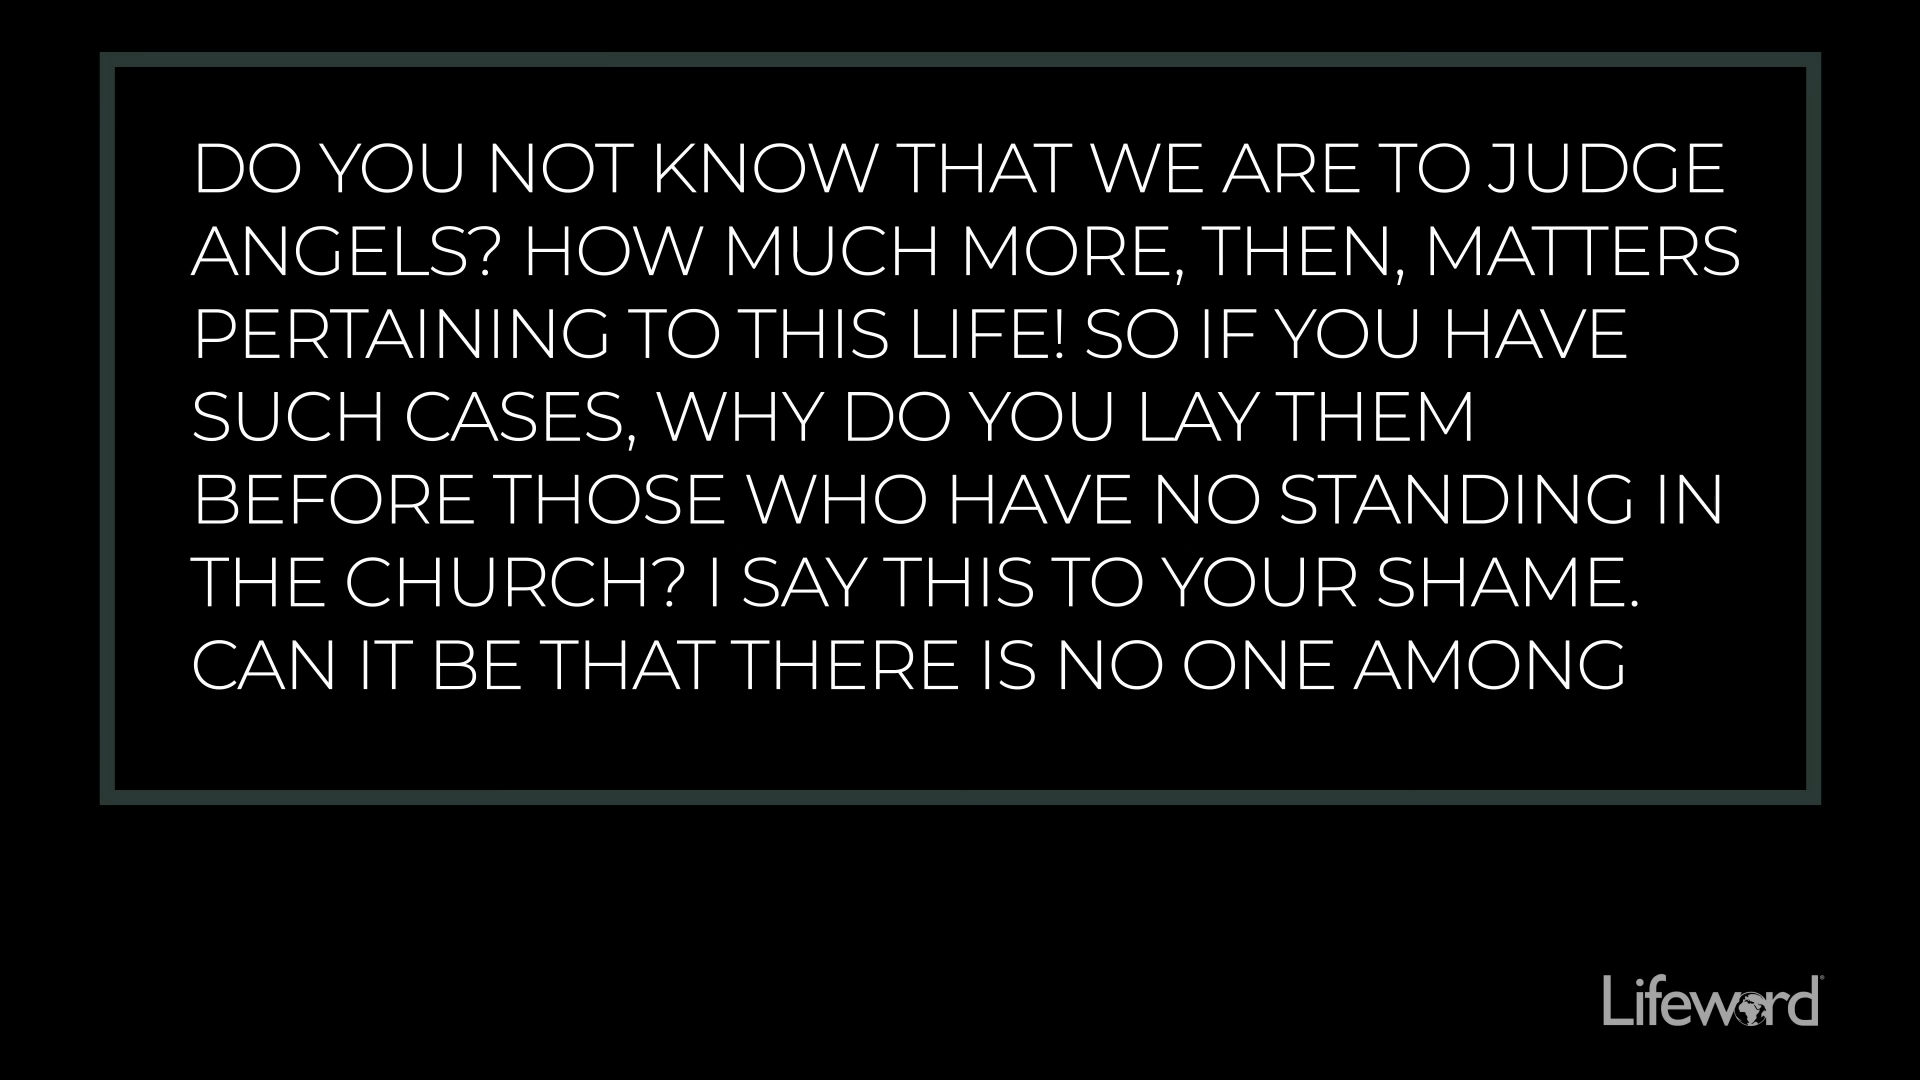 DO YOU NOT KNOW THAT WE ARE TO JUDGE
ANGELS? HOW MUCH MORE, THEN, MATTERS
PERTAINING TO THIS LIFE! SO IF YOU HAVE
SUCH CASES, WHY DO YOU LAY THEM
BEFORE THOSE WHO HAVE NO STANDING IN
THE CHURCH? I SAY THIS TO YOUR SHAME.
CAN IT BE THAT THERE IS NO ONE AMONG
Lifeword